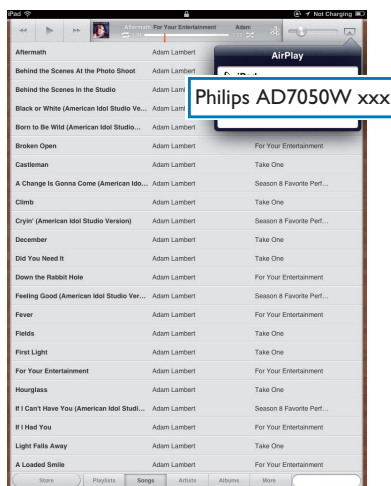 iPad Not Charging
Aftermath For Your Entertainment Adam
AirPlay
Aftermath Adam Lambert
iPad
Behind the Scenes At the Photo Shoot Adam Lambert
Behind the Scenes In the Studio Adam
Philips AD7050W xxx
Black or White (American Idol Studio Ve... Adam
Born to Be Wild (American Idol Studio... Adam Lambert
Broken Open Adam Lambert For Your Entertainment
Castleman Adam Lambert Take One
A Change Is Gonna Come (American Ido... Adam Lambert Season 8 Favorite Perf...
Climb Adam Lambert Take One
Cryin' (American Idol Studio Version) Adam Lambert Season 8 Favorite Perf...
December Adam Lambert Take One
Did You Need It Adam Lambert Take One
Down the Rabbit Hole Adam Lambert For Your Entertainment
Feeling Good (American Idol Studio Ver... Adam Lambert Season 8 Favorite Perf...
Fever Adam Lambert For Your Entertainment
Fields Adam Lambert Take One
First Light Adam Lambert Take One
For Your Entertainment Adam Lambert For Your Entertainment
Hourglass Adam Lambert Take One
If I Can't Have You (American Idol Studi... Adam Lambert Season 8 Favorite Perf...
If I Had You Adam Lambert For Your Entertainment
Light Falls Away Adam Lambert Take One
A Loaded Smile Adam Lambert For Your Entertainment
Store Playlists Songs Artists Albums More